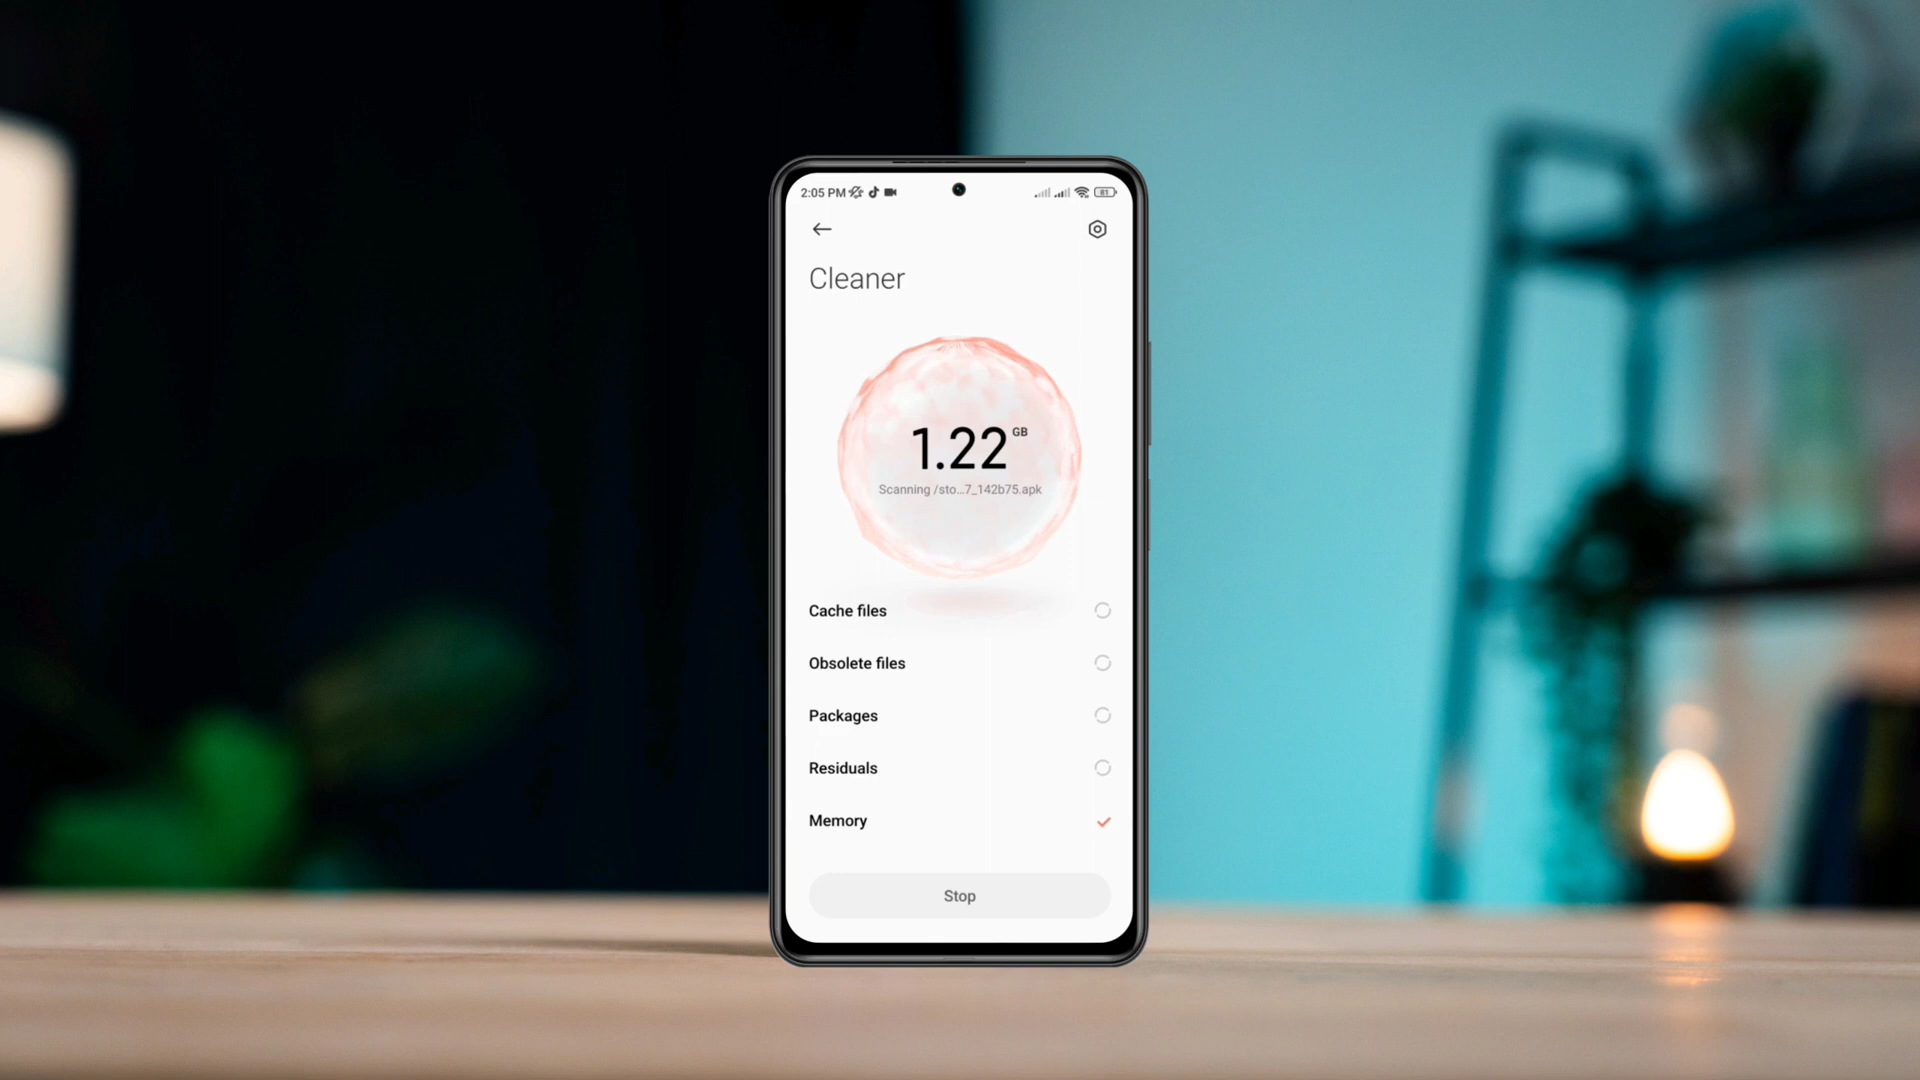 2:05 PM
81
Cleaner
1.22 GB
Scanning /sto...7_142b75.apk
Cache files
Obsolete files
Packages
Residuals
Memory
Stop